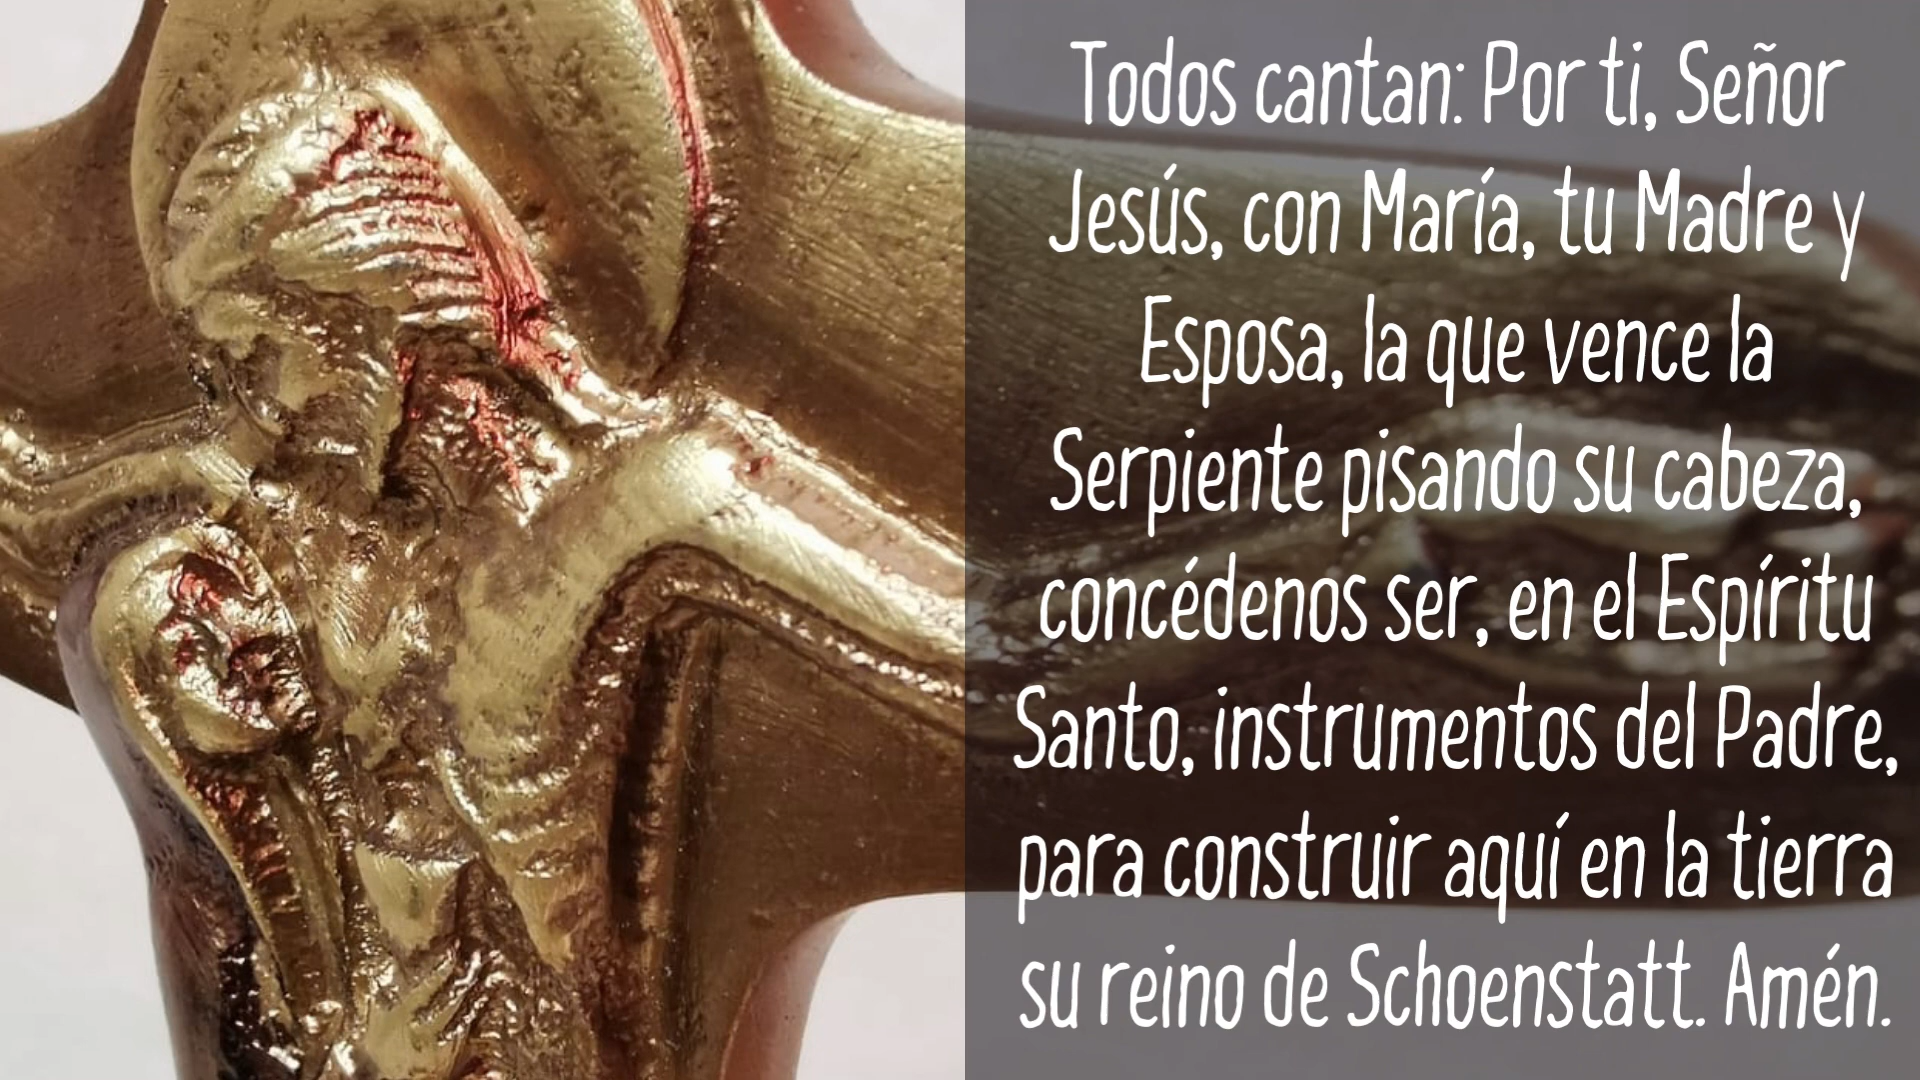 Todos cantan: Por ti, Señor
Jesús, con María, tu Madre y
Esposa, la que vence la
Serpiente pisando su cabeza,
concédenos ser, en el Espíritu
Santo, instrumentos del Padre,
para construir aquí en la tierra
su reino de Schoenstatt. Amén.